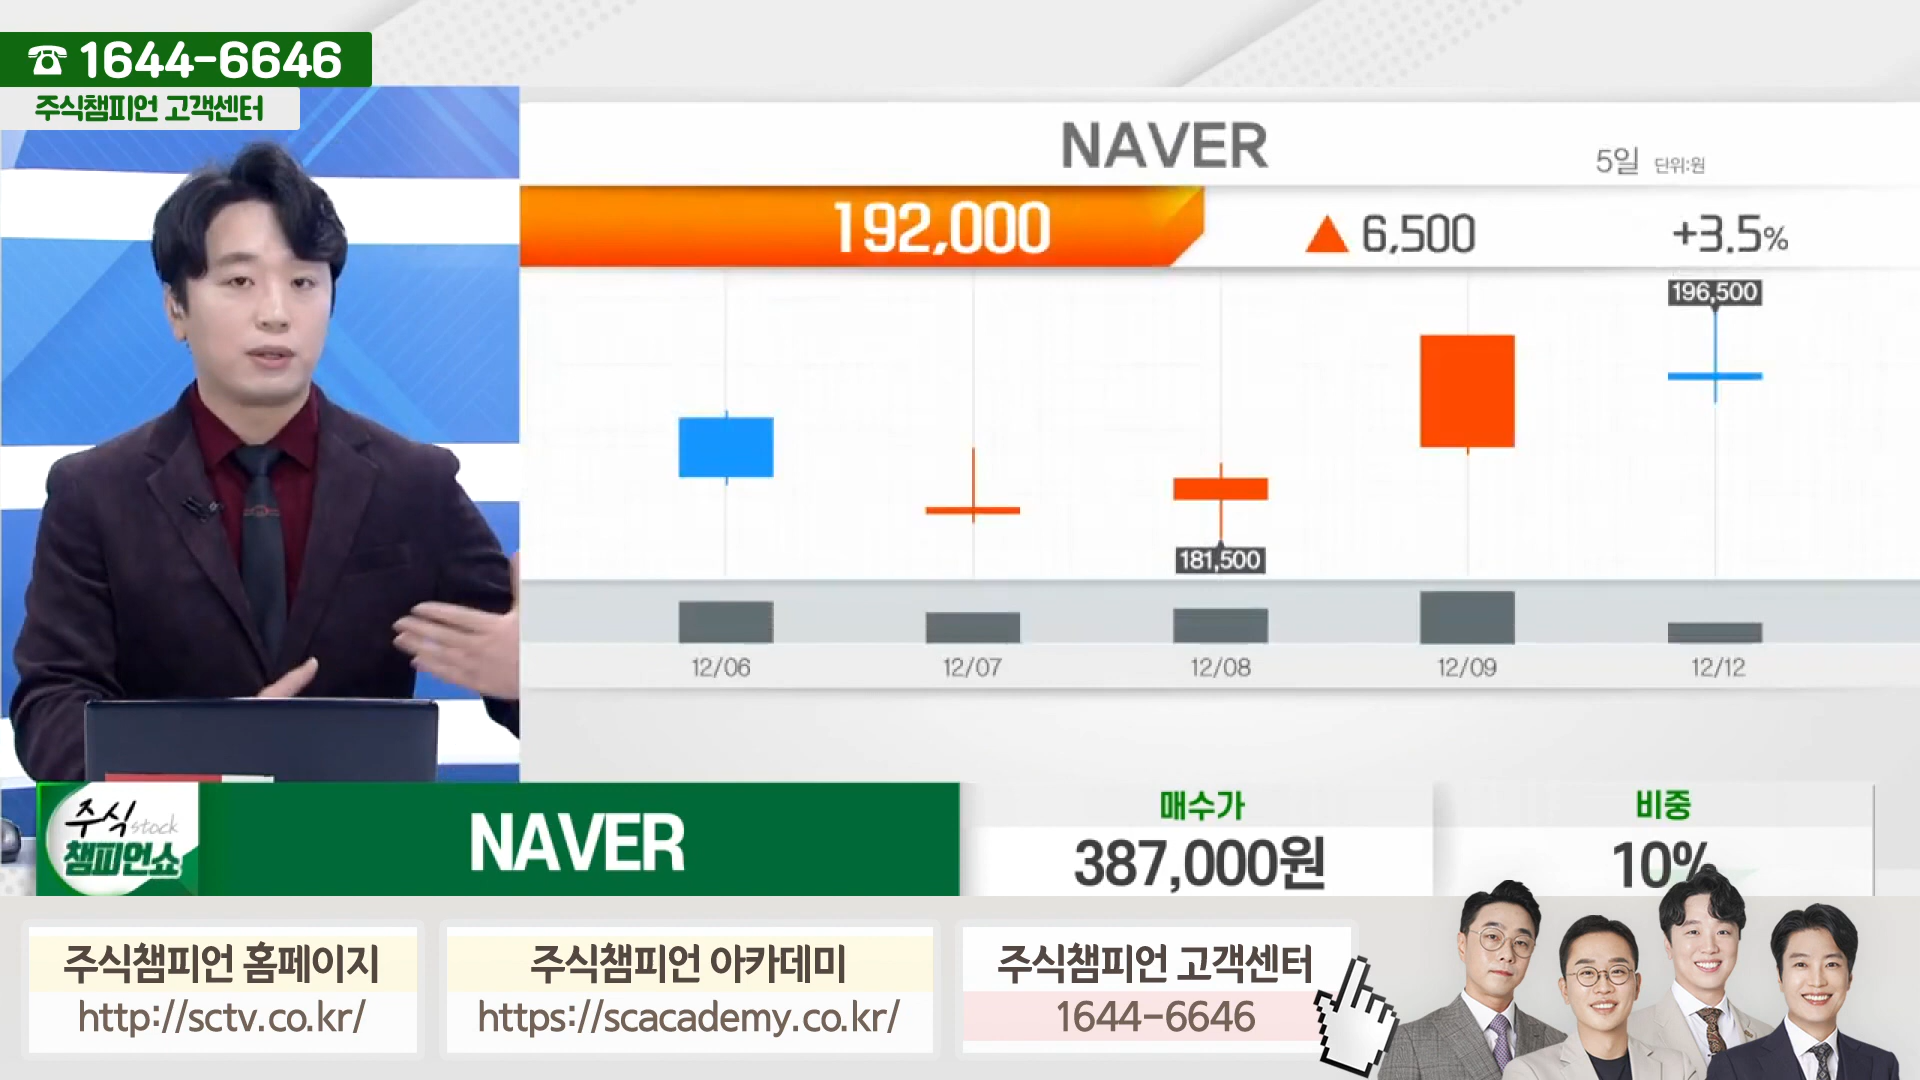 ☎ 1644-6646
주식챔피언 고객센터
NAVER
5일 단위:원
192,000
▲ 6,500
+3.5%
196,500
181,500
12/06
12/07
12/08
12/09
12/12
주식 stock
챔피언쇼
NAVER
매수가
387,000원
비중
10%
주식챔피언 홈페이지
http://sctv.co.kr/
주식챔피언 아카데미
https://scacademy.co.kr/
주식챔피언 고객센터
1644-6646